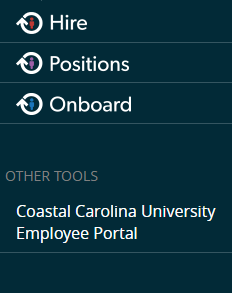 Hire
Positions
Onboard
OTHER TOOLS
Coastal Carolina University
Employee Portal